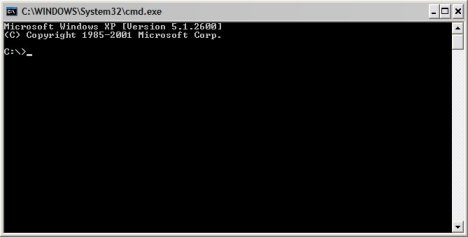 C:\WINDOWS\System32\cmd.exe
Microsoft Windows XP [Version 5.1.2600]
(C) Copyright 1985-2001 Microsoft Corp.
C:\>_